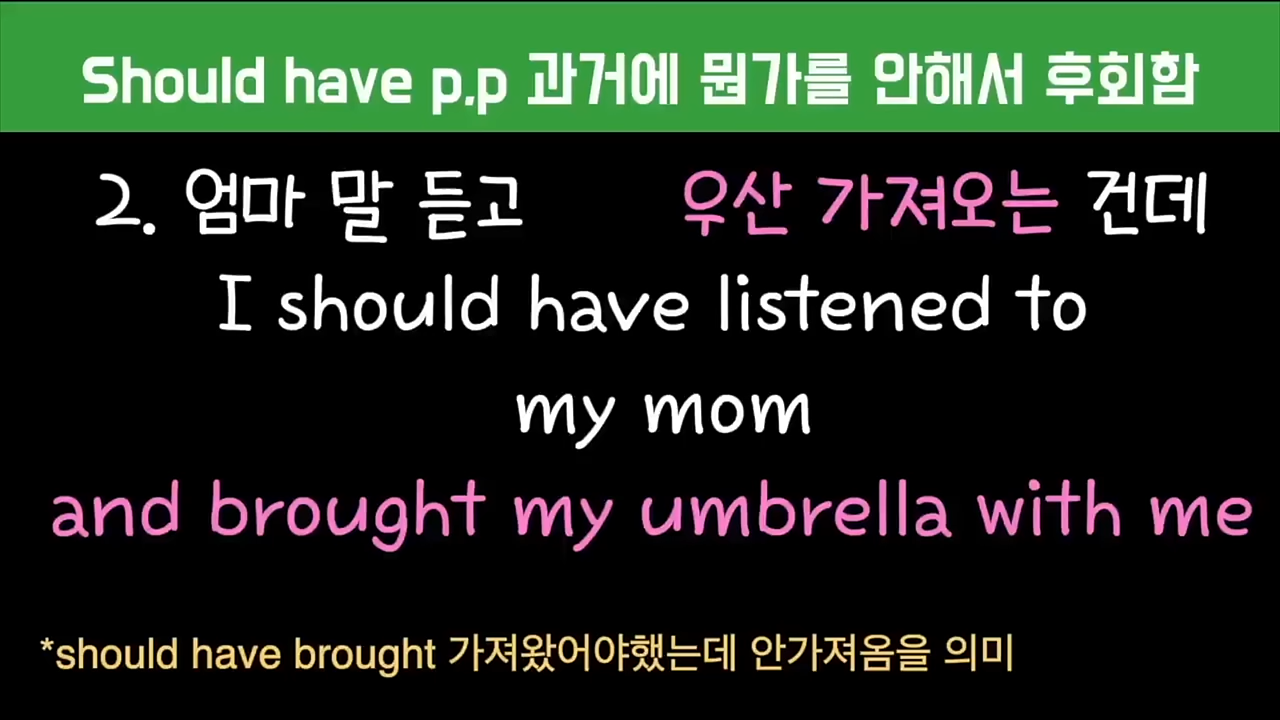 Should have p,p 과거에 뭔가를 안해서 후회함
2. 엄마 말 듣고 우산 가져오는 건데
I should have listened to
my mom
and brought my umbrella with me
*should have brought 가져왔어야했는데 안가져옴을 의미